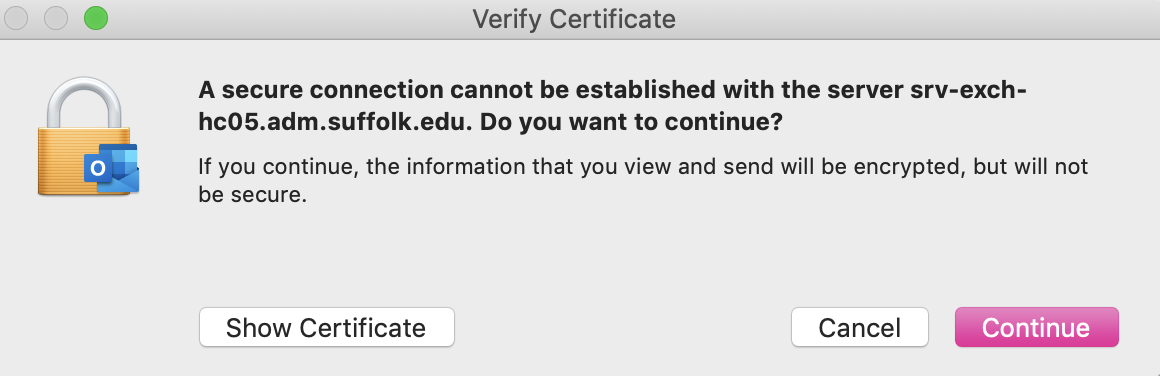 Verify Certificate
A secure connection cannot be established with the server srv-exch-
hc05.adm.suffolk.edu. Do you want to continue?
If you continue, the information that you view and send will be encrypted, but will not
be secure.
O
Show Certificate
Cancel
Continue